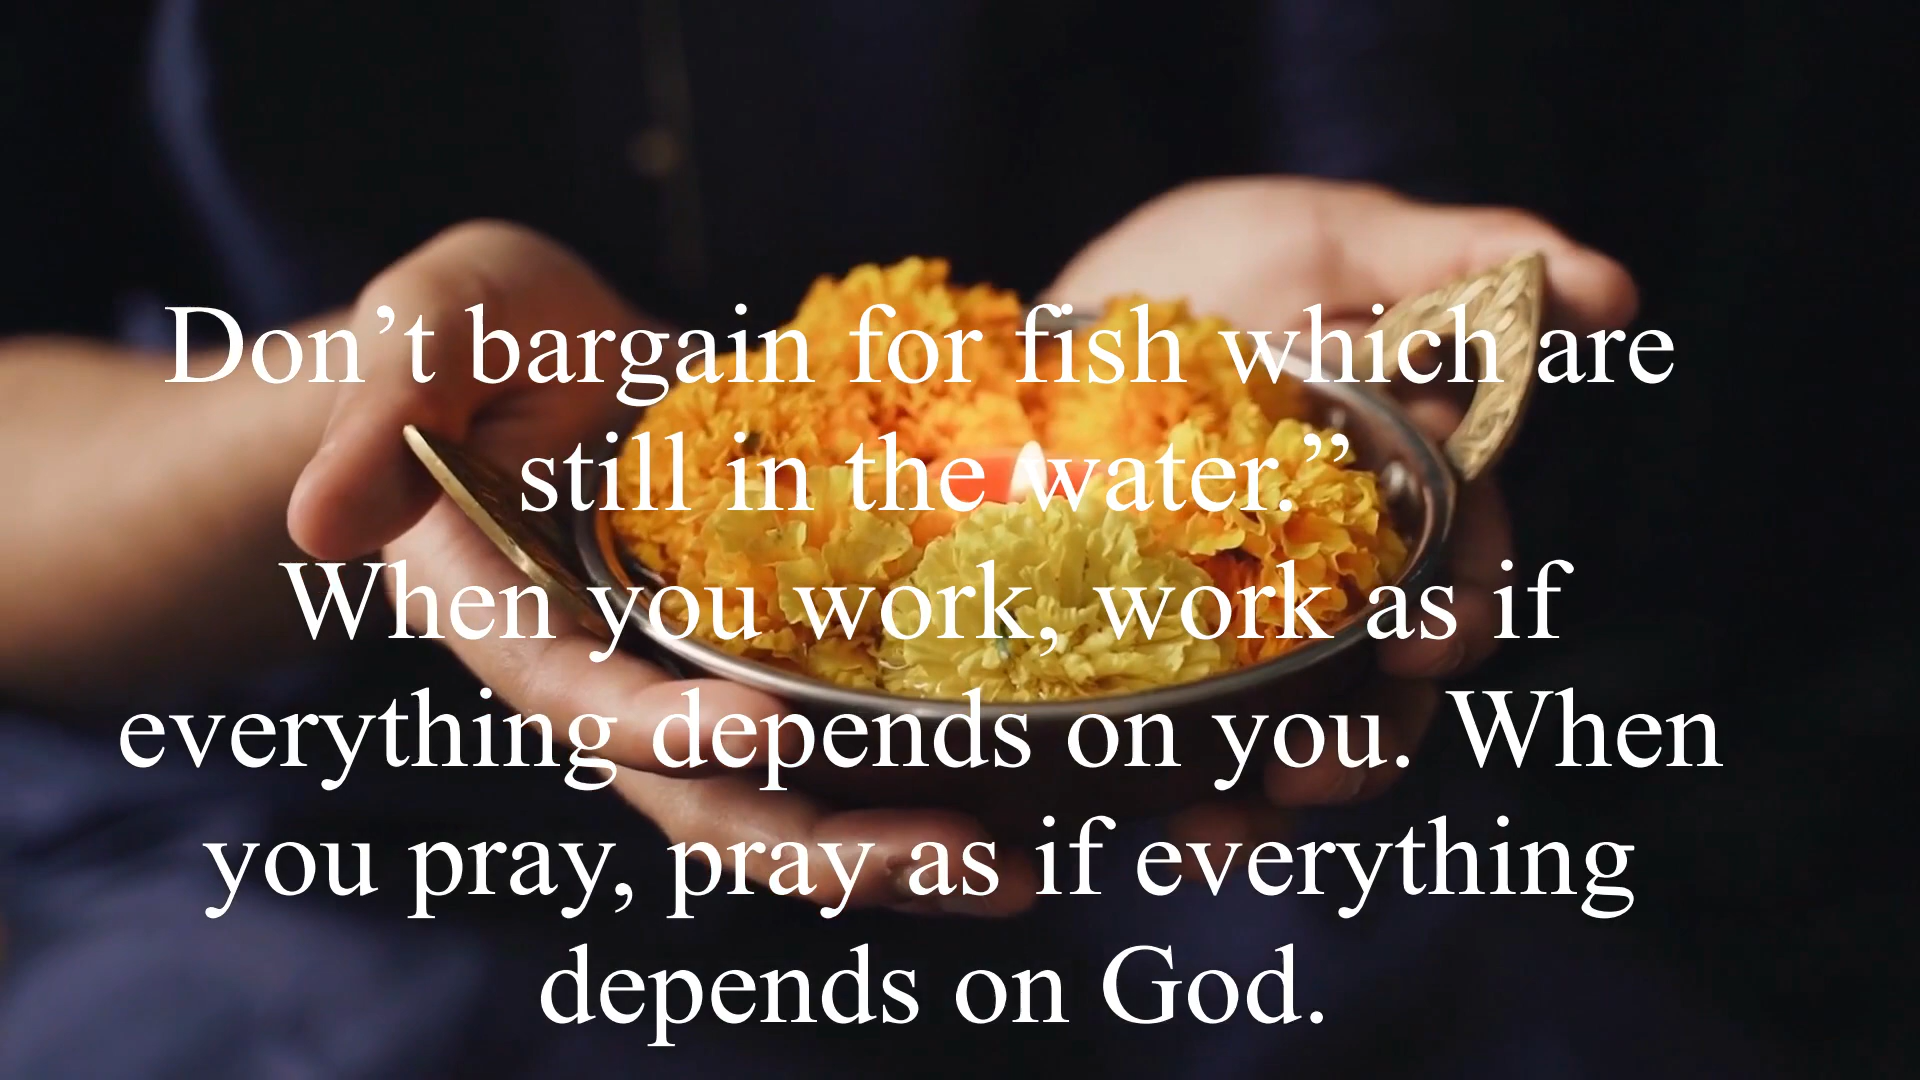 Don’t bargain for fish which are
still in the water.”
When you work, work as if
everything depends on you. When
you pray, pray as if everything
depends on God.